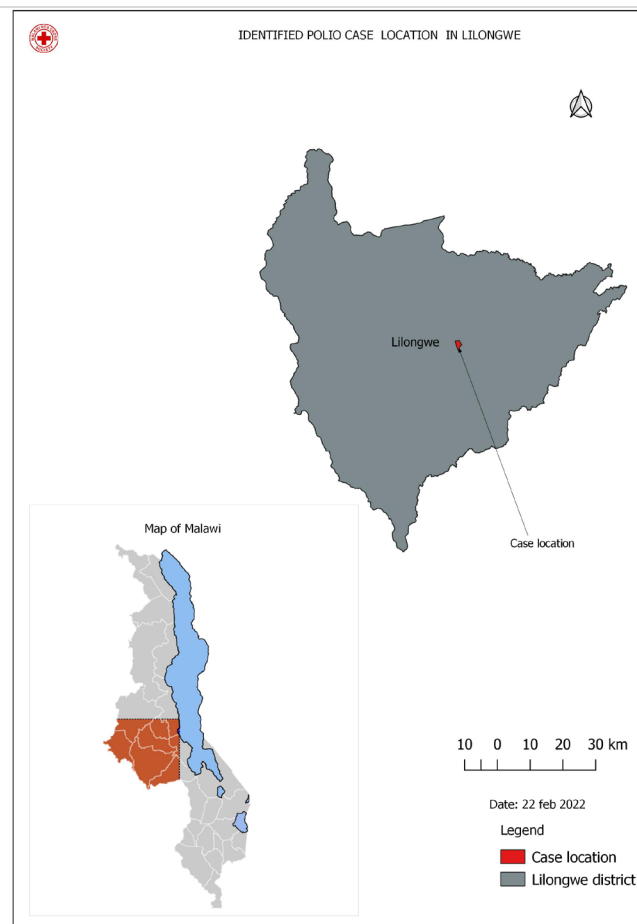 IDENTIFIED POLIO CASE LOCATION IN LILONGWE
Lilongwe
Case location
Map of Malawi
10 0 10 20 30 km
Date: 22 feb 2022
Legend
Case location
Lilongwe district